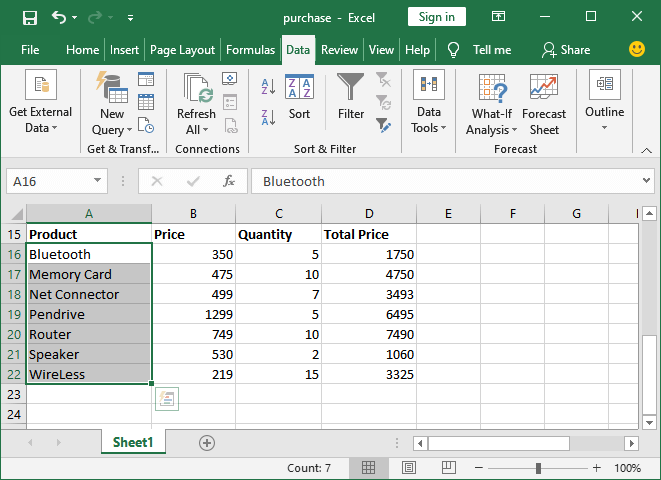 purchase - Excel
Sign in
File Home Insert Page Layout Formulas Data Review View Help Tell me Share
Get External Data
New Query
Refresh All
A Z
Z A
Z A A Z
Sort
Filter
Data Tools
What-If Analysis
Forecast Sheet
Outline
Get & Transf... Connections Sort & Filter Forecast
A16 fx Bluetooth
A B C D E F G H
15 Product Price Quantity Total Price
16 Bluetooth 350 5 1750
17 Memory Card 475 10 4750
18 Net Connector 499 7 3493
19 Pendrive 1299 5 6495
20 Router 749 10 7490
21 Speaker 530 2 1060
22 WireLess 219 15 3325
23
24
Sheet1
Count: 7 100%